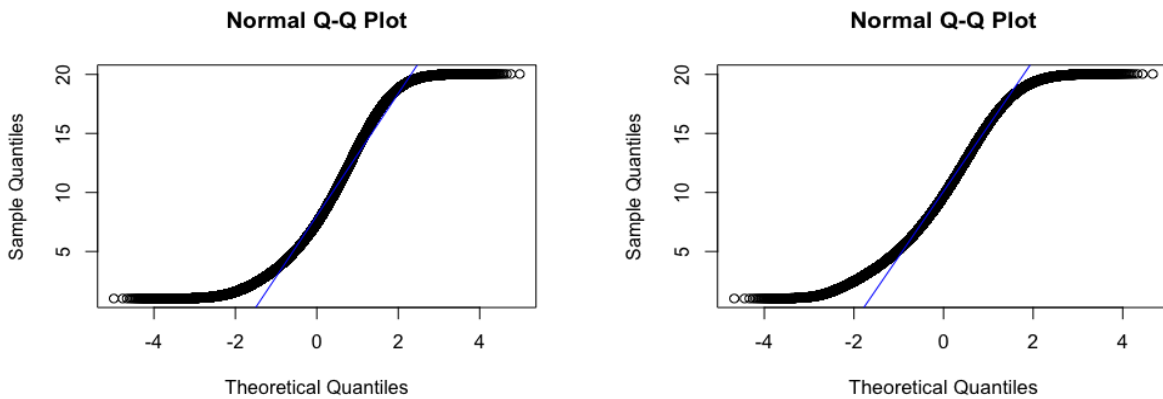 Normal Q-Q Plot
Sample Quantiles
20
15
10
5
-4 -2 0 2 4
Theoretical Quantiles
Normal Q-Q Plot
Sample Quantiles
20
15
10
5
-4 -2 0 2 4
Theoretical Quantiles